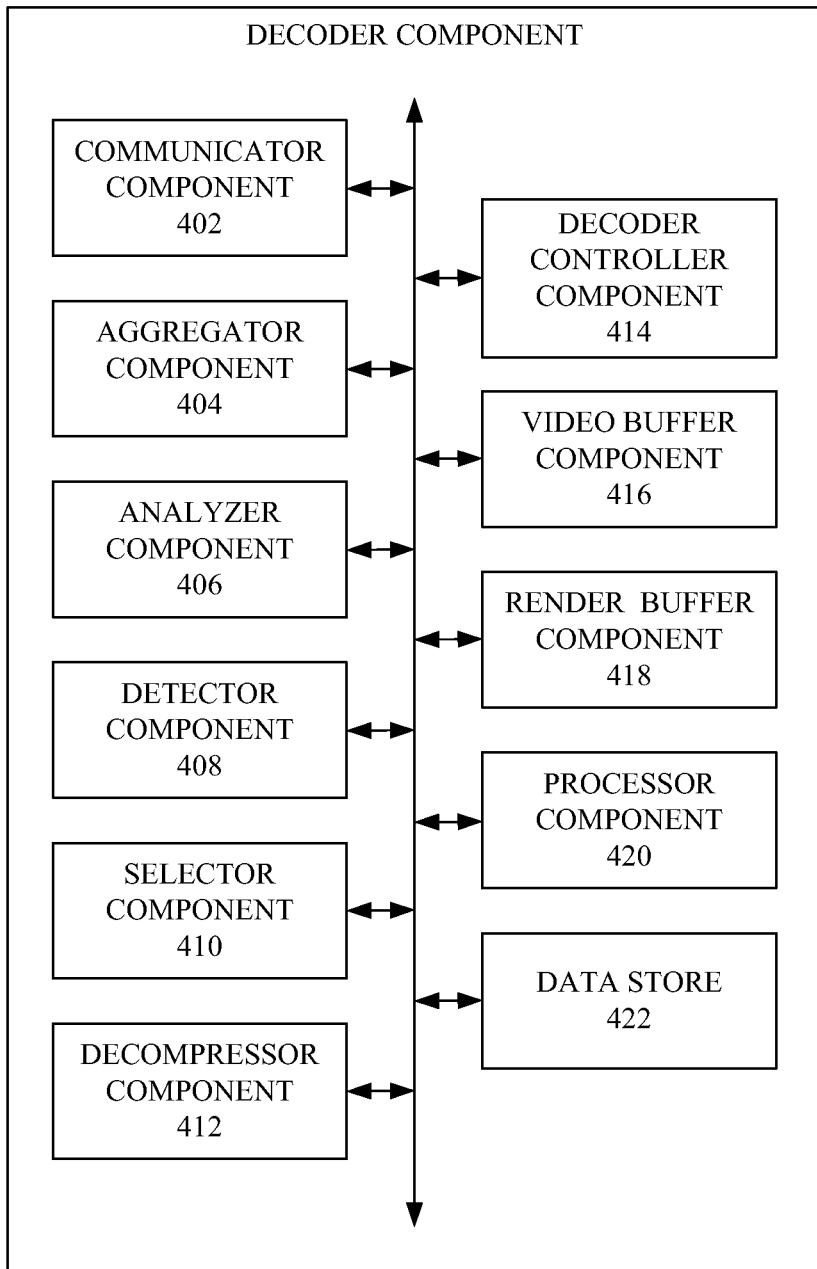 DECODER COMPONENT
COMMUNICATOR
COMPONENT
402
AGGREGATOR
COMPONENT
404
ANALYZER
COMPONENT
406
DETECTOR
COMPONENT
408
SELECTOR
COMPONENT
410
DECOMPRESSOR
COMPONENT
412
DECODER
CONTROLLER
COMPONENT
414
VIDEO BUFFER
COMPONENT
416
RENDER BUFFER
COMPONENT
418
PROCESSOR
COMPONENT
420
DATA STORE
422